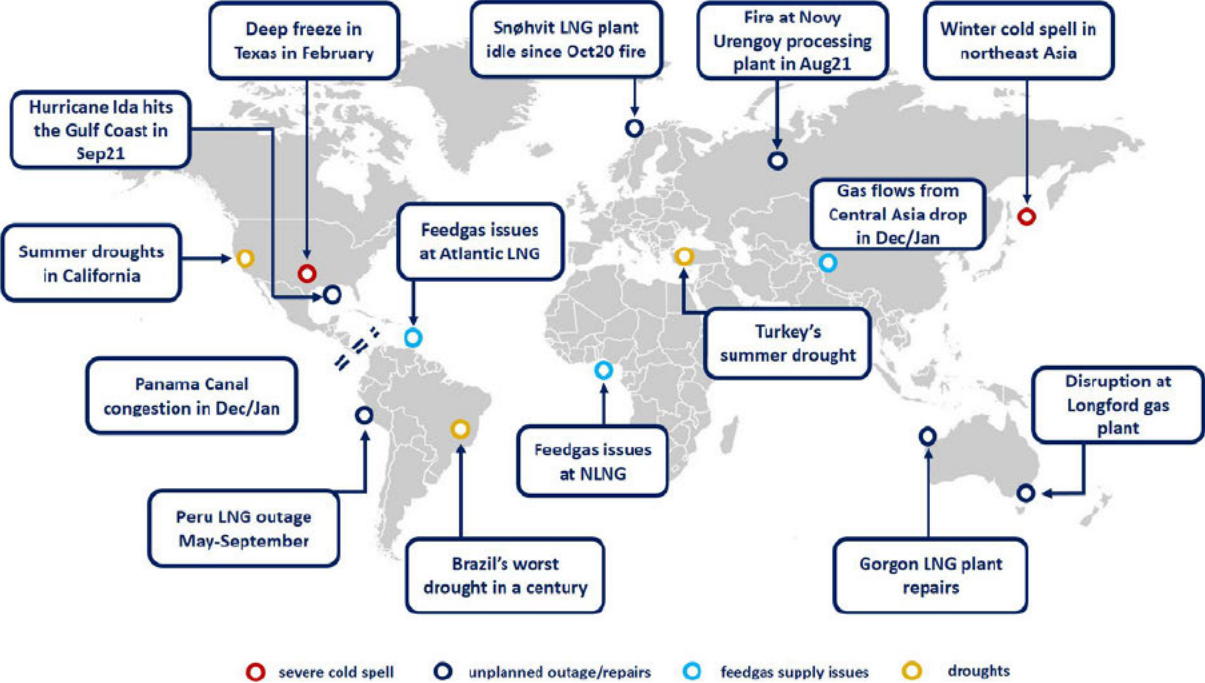 Deep freeze in
Texas in February
Snøhvit LNG plant
idle since Oct20 fire
Fire at Novy
Urengoy processing
plant in Aug21
Winter cold spell in
northeast Asia
Hurricane Ida hits
the Gulf Coast in
Sep21
Gas flows from
Central Asia drop
in Dec/Jan
Feedgas issues
at Atlantic LNG
Summer droughts
in California
Turkey's
summer drought
Panama Canal
congestion in Dec/Jan
Disruption at
Longford gas
plant
Feedgas issues
at NLNG
Peru LNG outage
May-September
Brazil's worst
drought in a century
Gorgon LNG plant
repairs
severe cold spell
unplanned outage/repairs
feedgas supply issues
droughts